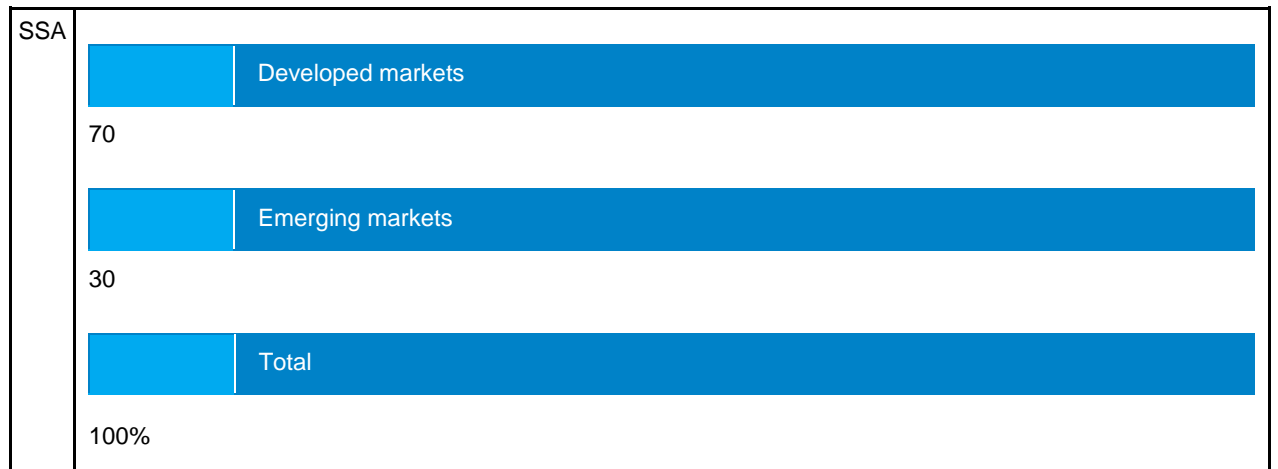 SSA
Developed markets
70
Emerging markets
30
Total
100%